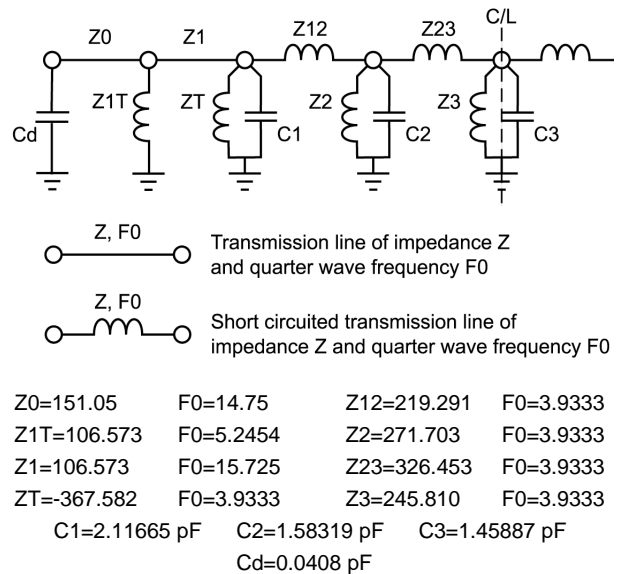 C/L
Z0 Z1 Z12 Z23
Z1T ZT Z2 Z3
Cd C1 C2 C3
Z, F0
Transmission line of impedance Z
and quarter wave frequency F0
Z, F0
Short circuited transmission line of
impedance Z and quarter wave frequency F0
Z0=151.05 F0=14.75 Z12=219.291 F0=3.9333
Z1T=106.573 F0=5.2454 Z2=271.703 F0=3.9333
Z1=106.573 F0=15.725 Z23=326.453 F0=3.9333
ZT=-367.582 F0=3.9333 Z3=245.810 F0=3.9333
C1=2.11665 pF C2=1.58319 pF C3=1.45887 pF
Cd=0.0408 pF